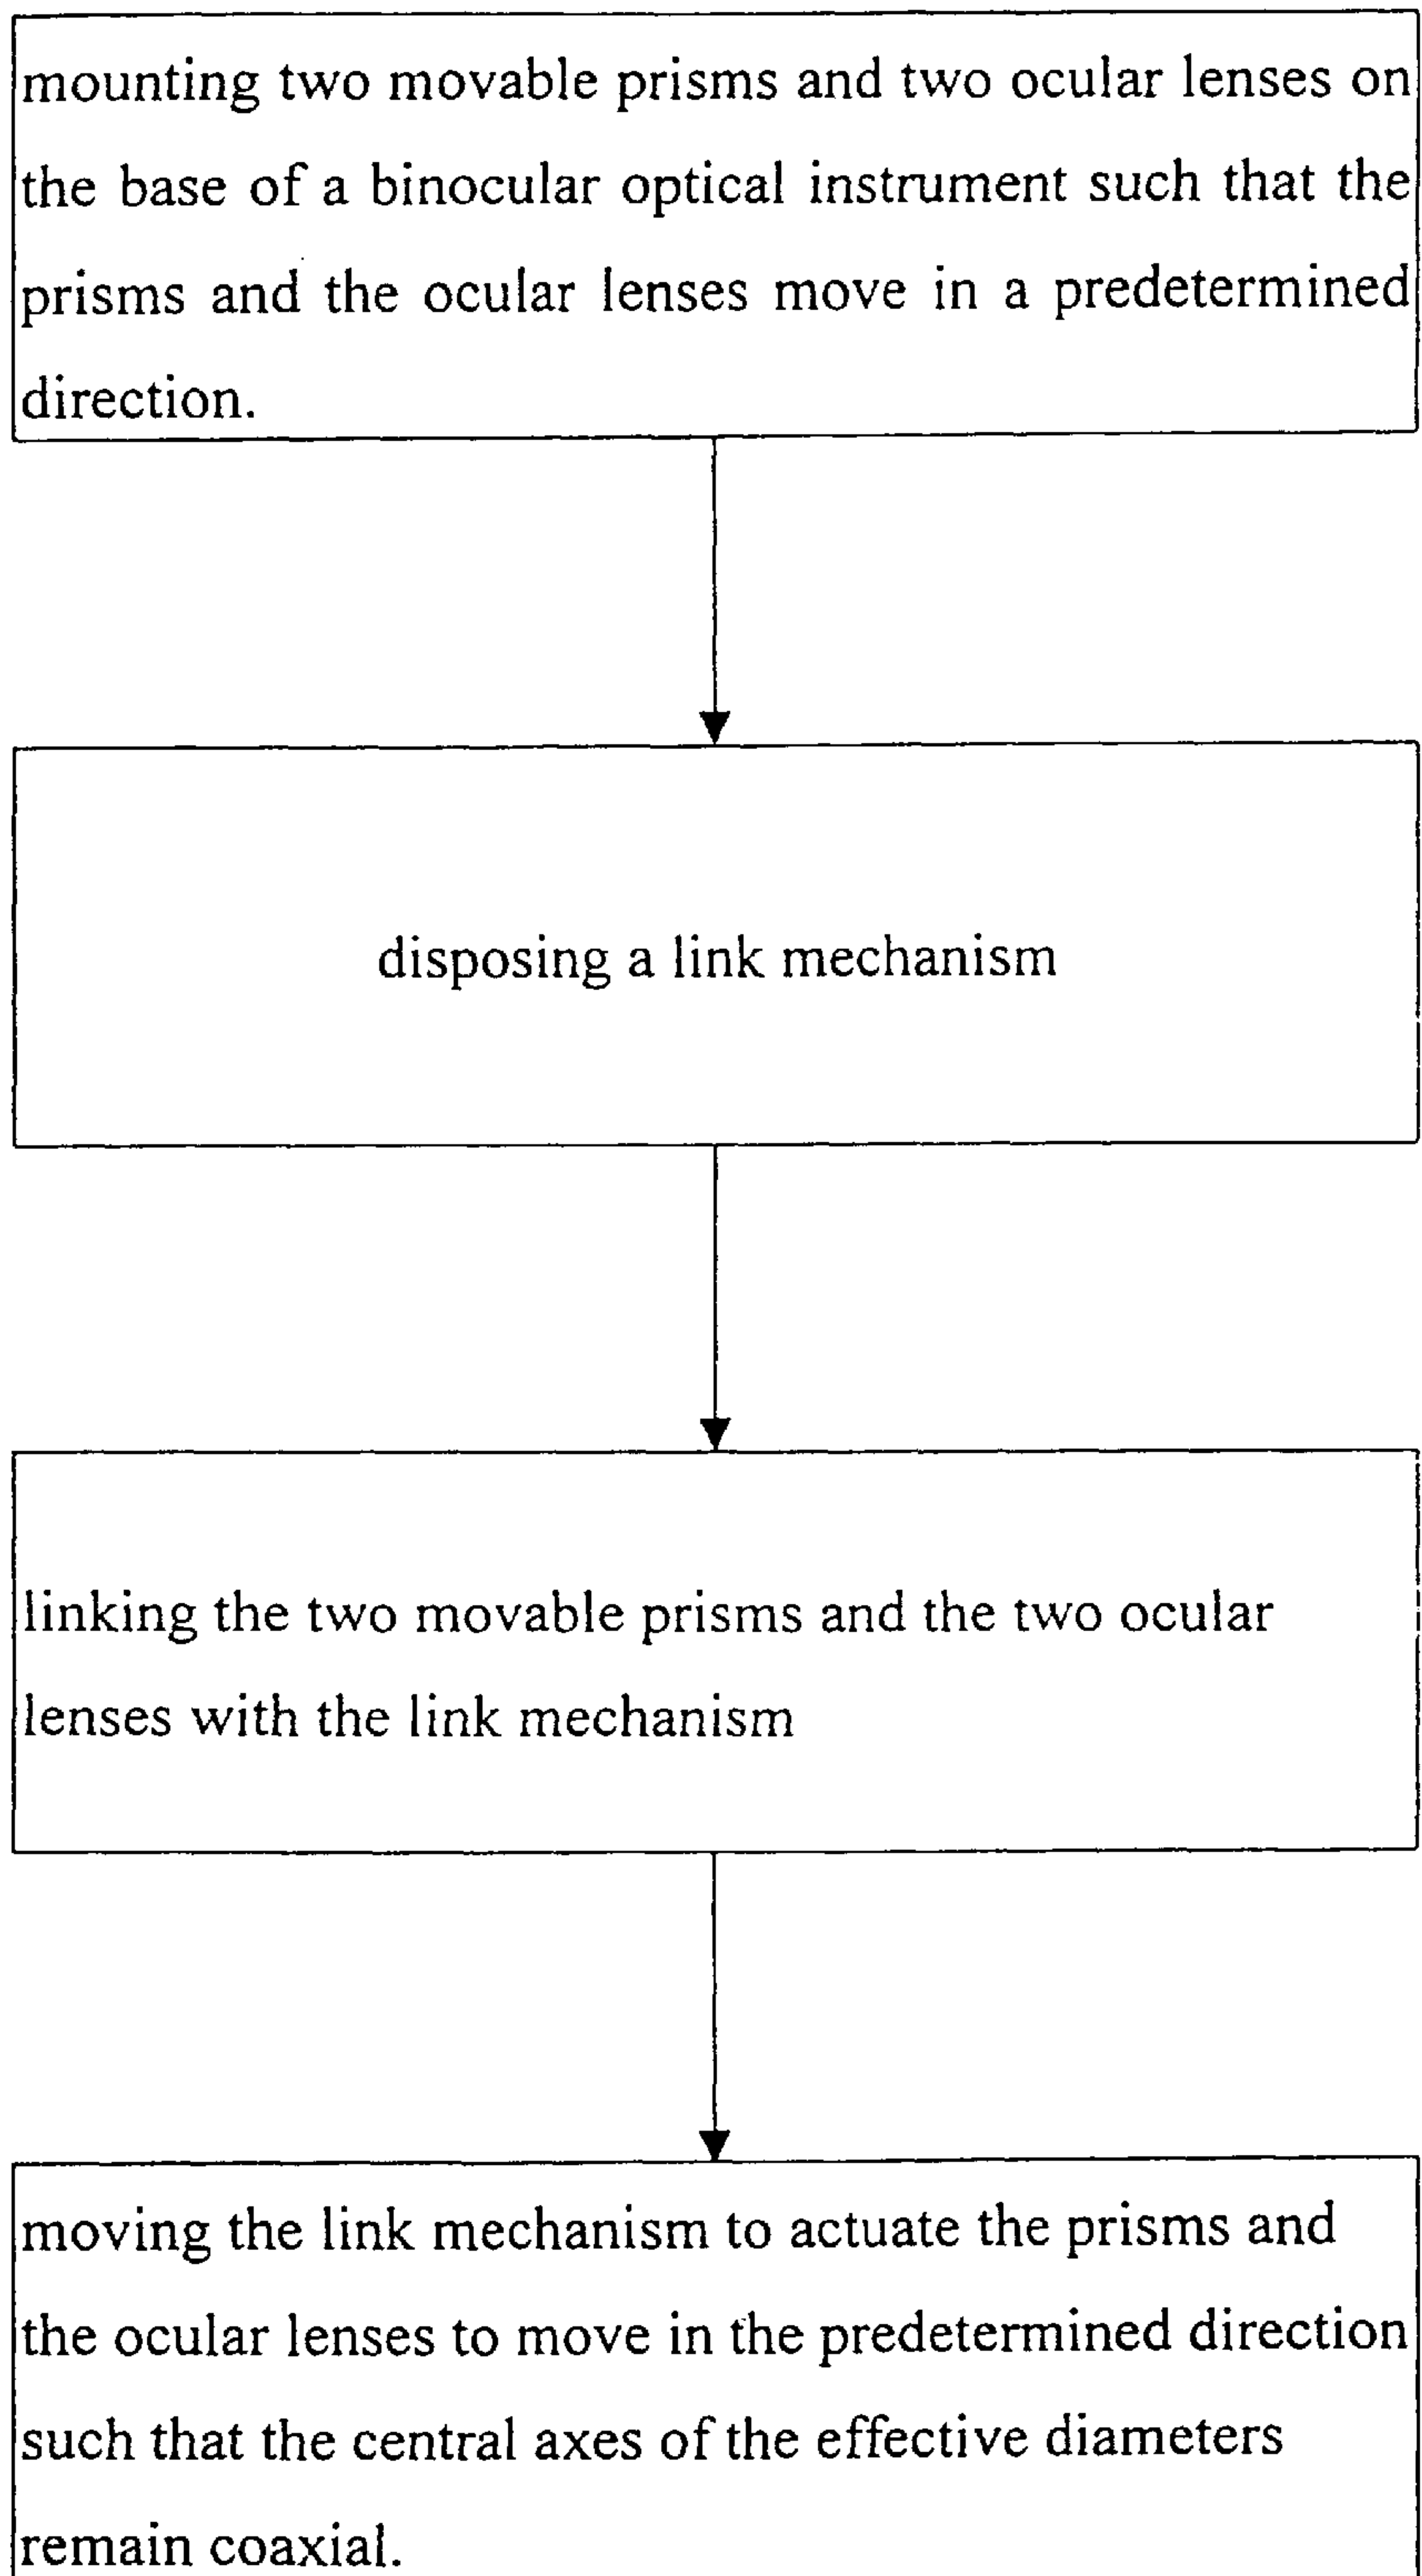 mounting two movable prisms and two ocular lenses on
the base of a binocular optical instrument such that the
prisms and the ocular lenses move in a predetermined
direction.
disposing a link mechanism
linking the two movable prisms and the two ocular
lenses with the link mechanism
moving the link mechanism to actuate the prisms and
the ocular lenses to move in the predetermined direction
such that the central axes of the effective diameters
remain coaxial.